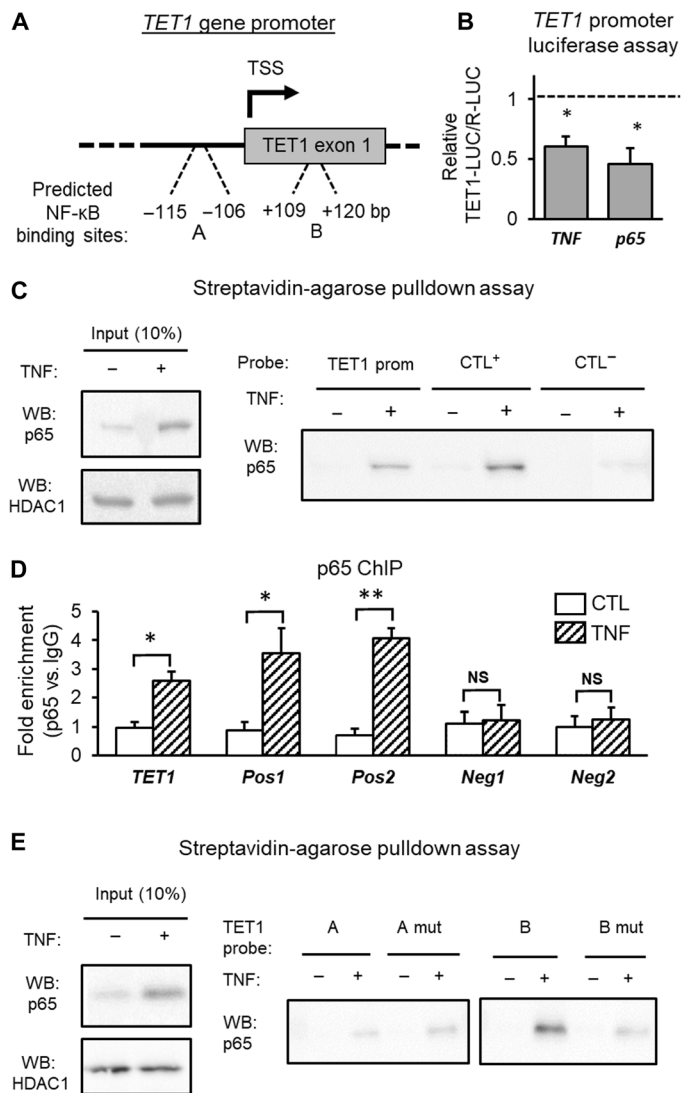 A
TET1 gene promoter
TSS
TET1 exon 1
Predicted
NF-κB
binding sites:
–115 –106 +109 +120 bp
A B
B
TET1 promoter
luciferase assay
Relative
TET1-LUC/R-LUC
1
0.5
0
* *
TNF p65
C
Streptavidin-agarose pulldown assay
Input (10%)
TNF: – +
WB:
p65
WB:
HDAC1
Probe: TET1 prom CTL+ CTL–
TNF: – + – + – +
WB:
p65
D
p65 ChIP
Fold enrichment
(p65 vs. IgG)
5
4
3
2
1
0
* * ** NS NS
CTL
TNF
TET1 Pos1 Pos2 Neg1 Neg2
E
Streptavidin-agarose pulldown assay
Input (10%)
TNF: – +
WB:
p65
WB:
HDAC1
TET1
probe:
A A mut B B mut
TNF: – + – + – + – +
WB:
p65